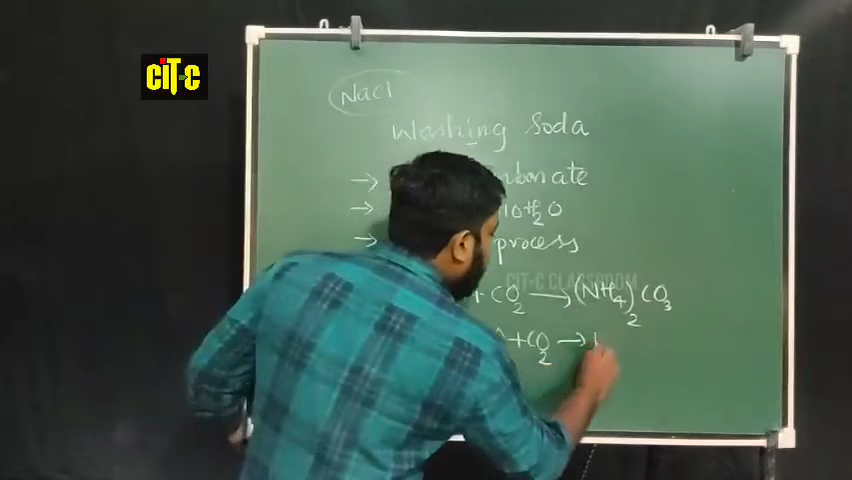 CiT-C
NaCl
Washing Soda
→ rbonate
→ 10H₂O
→ process
CIT-C CLASSROOM
+ CO₂ → (NH₄)₂CO₃
+ CO₂ →